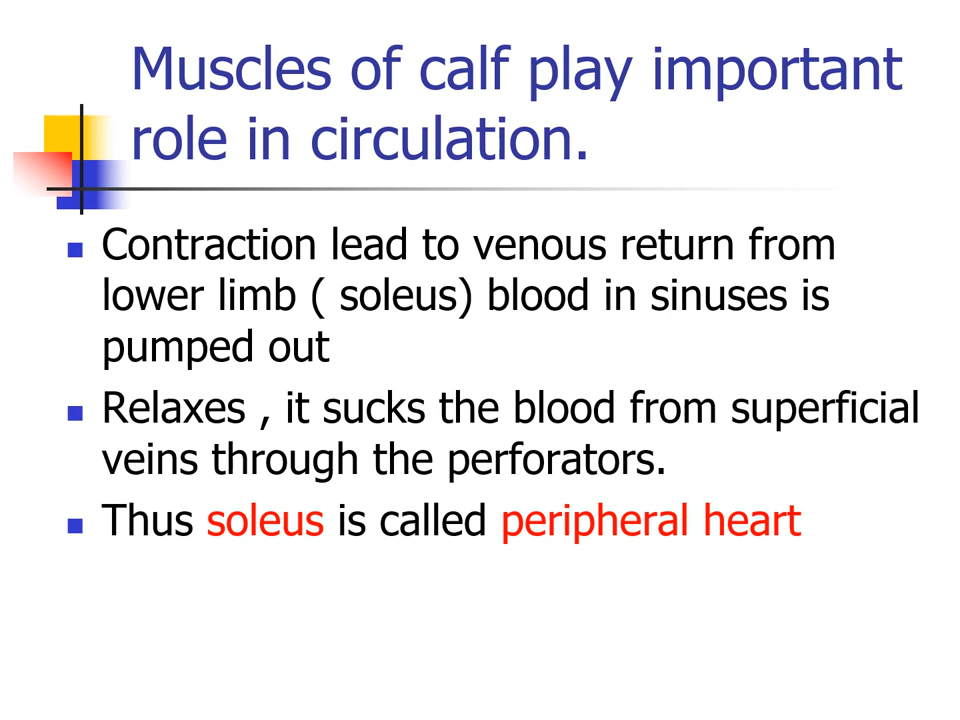 Muscles of calf play important
role in circulation.
Contraction lead to venous return from
lower limb ( soleus) blood in sinuses is
pumped out
Relaxes , it sucks the blood from superficial
veins through the perforators.
Thus soleus is called peripheral heart